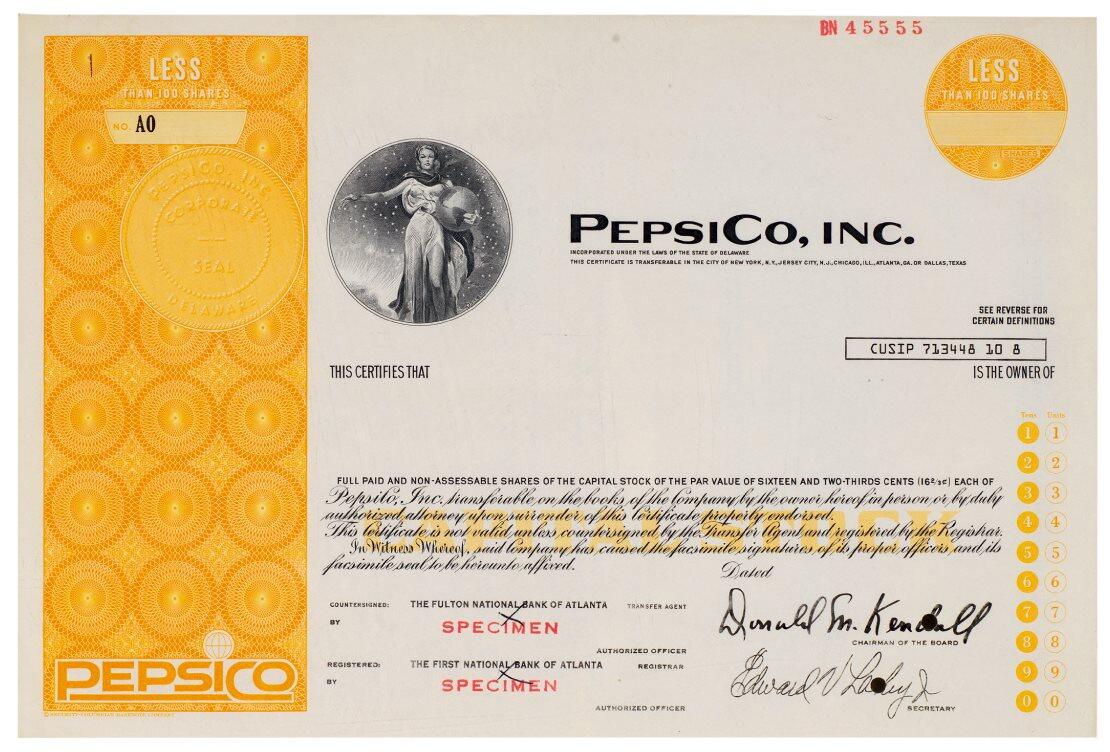 BN 45555
1
LESS
THAN 100 SHARES
NO. AO
PEPSICO, INC.
CORPORATE
SEAL
DELAWARE
LESS
THAN 100 SHARES
SHARES
PEPSICO, INC.
INCORPORATED UNDER THE LAWS OF THE STATE OF DELAWARE
THIS CERTIFICATE IS TRANSFERABLE IN THE CITY OF NEW YORK, N.Y., JERSEY CITY, N.J., CHICAGO, ILL., ATLANTA, GA. OR DALLAS, TEXAS
SEE REVERSE FOR
CERTAIN DEFINITIONS
CUSIP 713448 10 8
THIS CERTIFIES THAT
IS THE OWNER OF
Tens Units
1 1
2 2
3 3
4 4
5 5
6 6
7 7
8 8
9 9
0 0
FULL PAID AND NON-ASSESSABLE SHARES OF THE CAPITAL STOCK OF THE PAR VALUE OF SIXTEEN AND TWO-THIRDS CENTS (16⅔¢) EACH OF
PepsiCo, Inc. transferable on the books of the Company by the owner hereof in person or by duly
authorized attorney upon surrender of this Certificate properly endorsed.
This Certificate is not valid unless countersigned by the Transfer Agent and registered by the Registrar.
In Witness Whereof, said Company has caused the facsimile signatures of its proper officers and its
facsimile seal to be hereunto affixed.
Dated
COUNTERSIGNED: THE FULTON NATIONAL BANK OF ATLANTA TRANSFER AGENT
BY SPECIMEN
AUTHORIZED OFFICER
Donald M. Kendall
CHAIRMAN OF THE BOARD
REGISTERED: THE FIRST NATIONAL BANK OF ATLANTA REGISTRAR
BY SPECIMEN
AUTHORIZED OFFICER
Edward V Lahey Jr
SECRETARY
PEPSICO
© SECURITY-COLUMBIAN BANKNOTE COMPANY